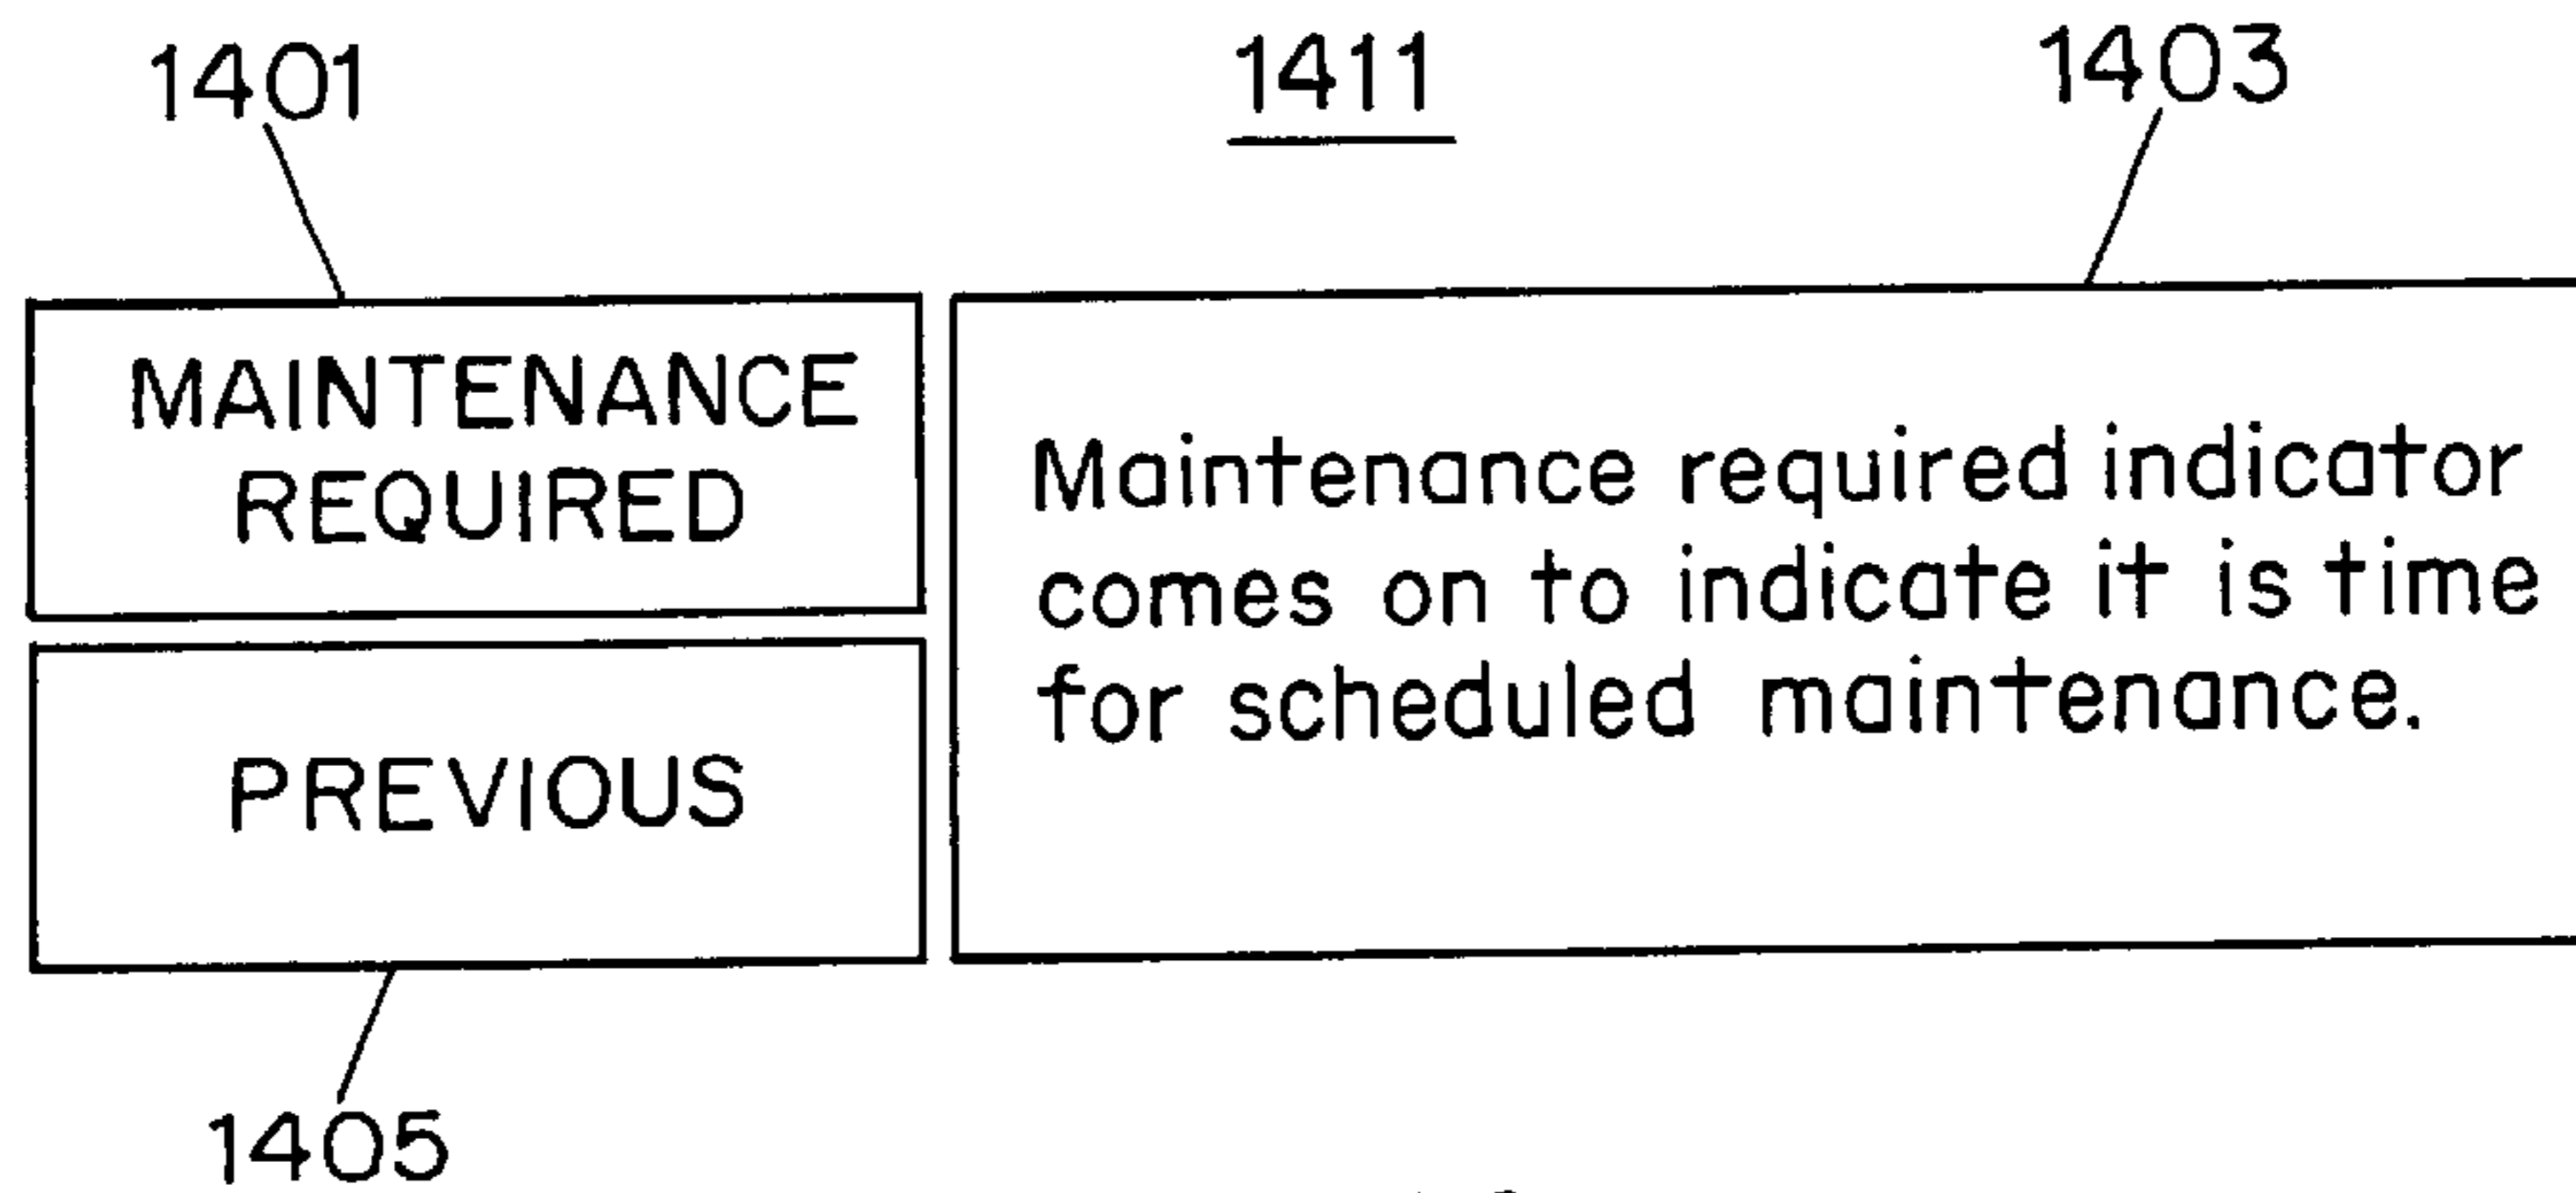 1401
1411
1403
MAINTENANCE
REQUIRED
Maintenance required indicator
comes on to indicate it is time
for scheduled maintenance.
PREVIOUS
1405